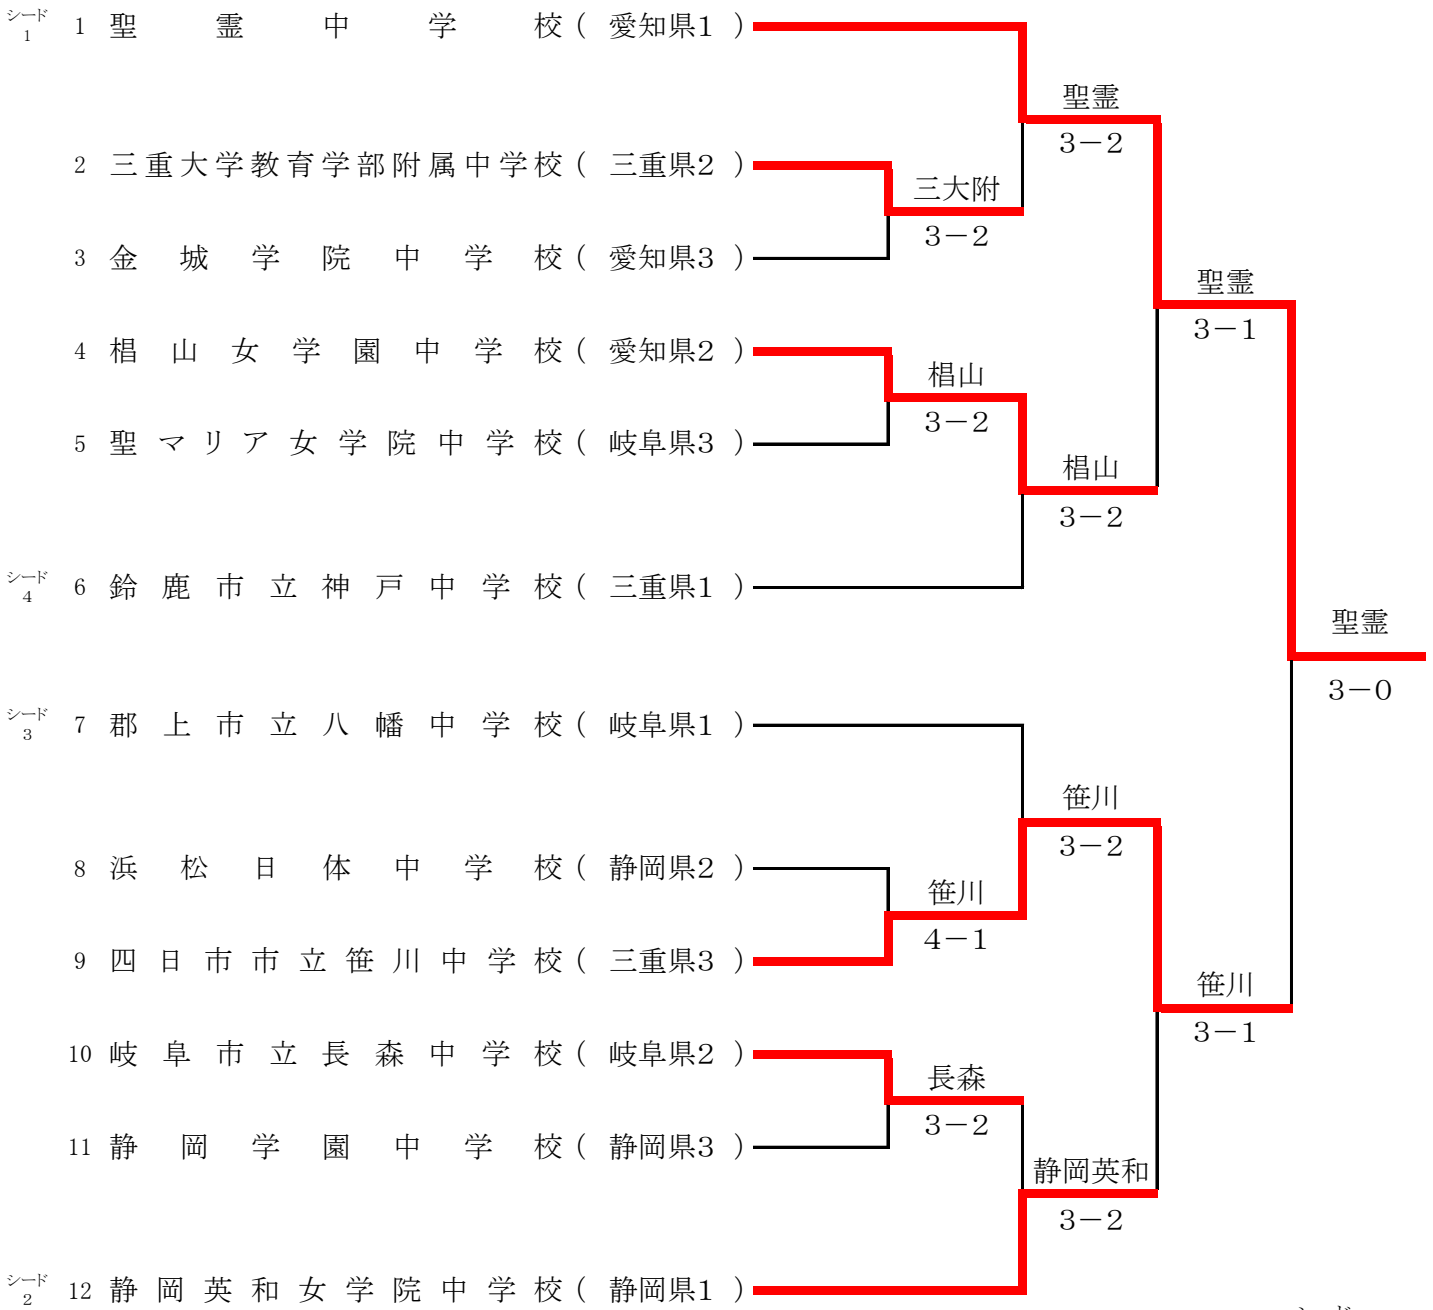 シード1 1 聖霊中学校 ( 愛知県1 )
聖霊
3−2
2 三重大学教育学部附属中学校 ( 三重県2 )
三大附
3−2
3 金城学院中学校 ( 愛知県3 )
聖霊
3−1
4 椙山女学園中学校 ( 愛知県2 )
椙山
3−2
5 聖マリア女学院中学校 ( 岐阜県3 )
椙山
3−2
シード4 6 鈴鹿市立神戸中学校 ( 三重県1 )
聖霊
3−0
シード3 7 郡上市立八幡中学校 ( 岐阜県1 )
笹川
3−2
8 浜松日体中学校 ( 静岡県2 )
笹川
4−1
9 四日市市立笹川中学校 ( 三重県3 )
笹川
3−1
10 岐阜市立長森中学校 ( 岐阜県2 )
長森
3−2
11 静岡学園中学校 ( 静岡県3 )
静岡英和
3−2
シード2 12 静岡英和女学院中学校 ( 静岡県1 )